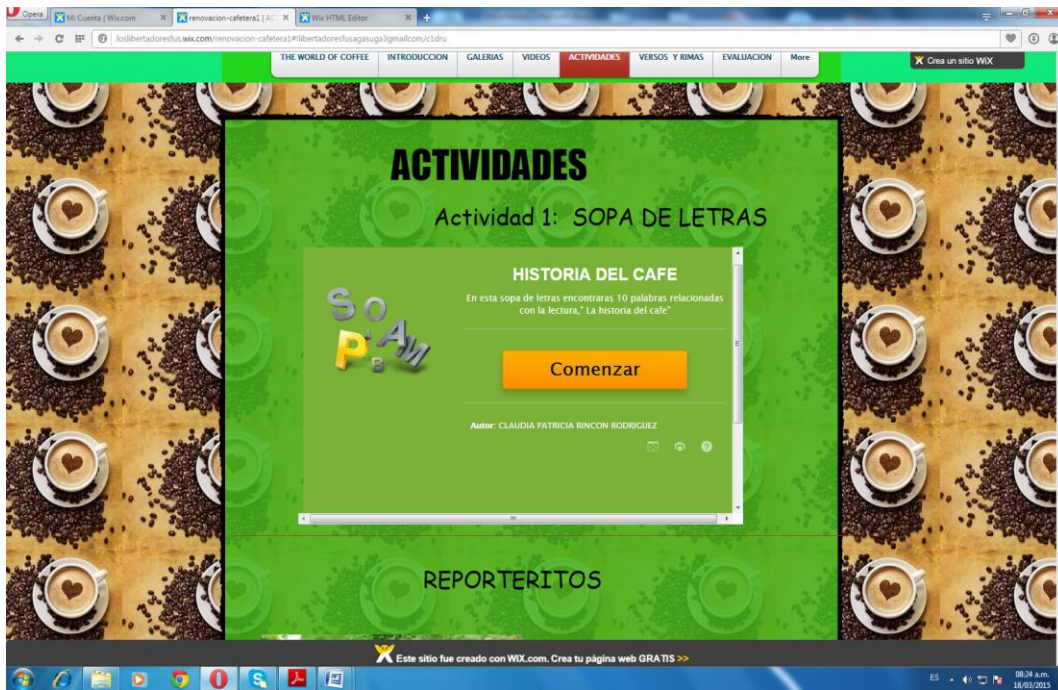 Opera
Mi Cuenta | Wix.com
renovacion-cafetera1 | AC
Wix HTML Editor
loslibertadoresfus.wix.com/renovacion-cafetera1#!libertadoresfusagasuga3gmailcom/c1dru
THE WORLD OF COFFEE INTRODUCCION GALERIAS VIDEOS ACTIVIDADES VERSOS Y RIMAS EVALUACION More
Crea un sitio WiX
ACTIVIDADES
Actividad 1: SOPA DE LETRAS
S O P A M B
HISTORIA DEL CAFE
En esta sopa de letras encontraras 10 palabras relacionadas
con la lectura," La historia del cafe"
Comenzar
Autor: CLAUDIA PATRICIA RINCON RODRIGUEZ
REPORTERITOS
Este sitio fue creado con WIX.com. Crea tu página web GRATIS >>
ES
08:24 a.m.
18/03/2015